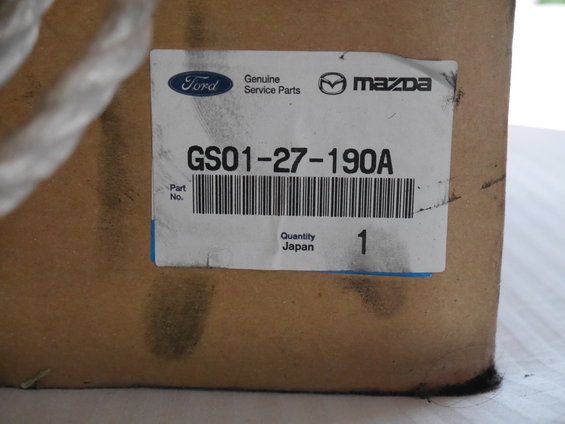 Ford
Genuine
Service Parts
mazda
GS01-27-190A
Part
No.
Quantity
Japan
1